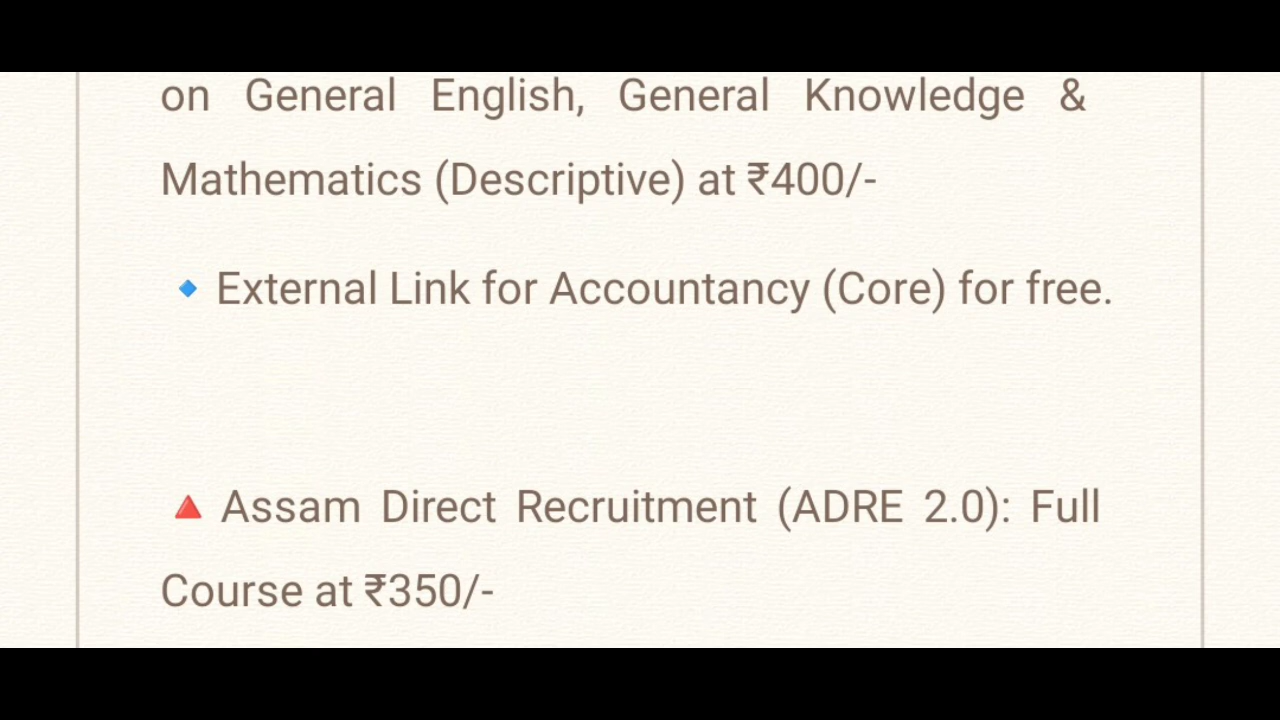 on General English, General Knowledge &
Mathematics (Descriptive) at ₹400/-
🔹 External Link for Accountancy (Core) for free.
🔺 Assam Direct Recruitment (ADRE 2.0): Full
Course at ₹350/-